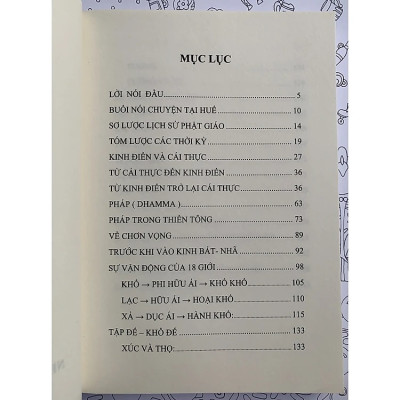 MỤC LỤC
LỜI NÓI ĐẦU 5
BUỔI NÓI CHUYỆN TẠI HUẾ 10
SƠ LƯỢC LỊCH SỬ PHẬT GIÁO 14
TÓM LƯỢC CÁC THỜI KỲ 19
KINH ĐIỂN VÀ CÁI THỰC 27
TỪ CÁI THỰC ĐẾN KINH ĐIỂN 36
TỪ KINH ĐIỂN TRỞ LẠI CÁI THỰC 36
PHÁP ( DHAMMA ) 63
PHÁP TRONG THIỀN TÔNG 73
VỀ CHƠN VỌNG 89
TRƯỚC KHI VÀO KINH BÁT- NHÃ 92
SỰ VẬN ĐỘNG CỦA 18 GIỚI 98
KHỔ → PHI HỮU ÁI → KHỔ KHỔ 105
LẠC → HỮU ÁI → HOẠI KHỔ 110
XẢ → DỤC ÁI → HÀNH KHỔ: 115
TẬP ĐẾ – KHỔ ĐẾ 133
XÚC VÀ THỌ: 133